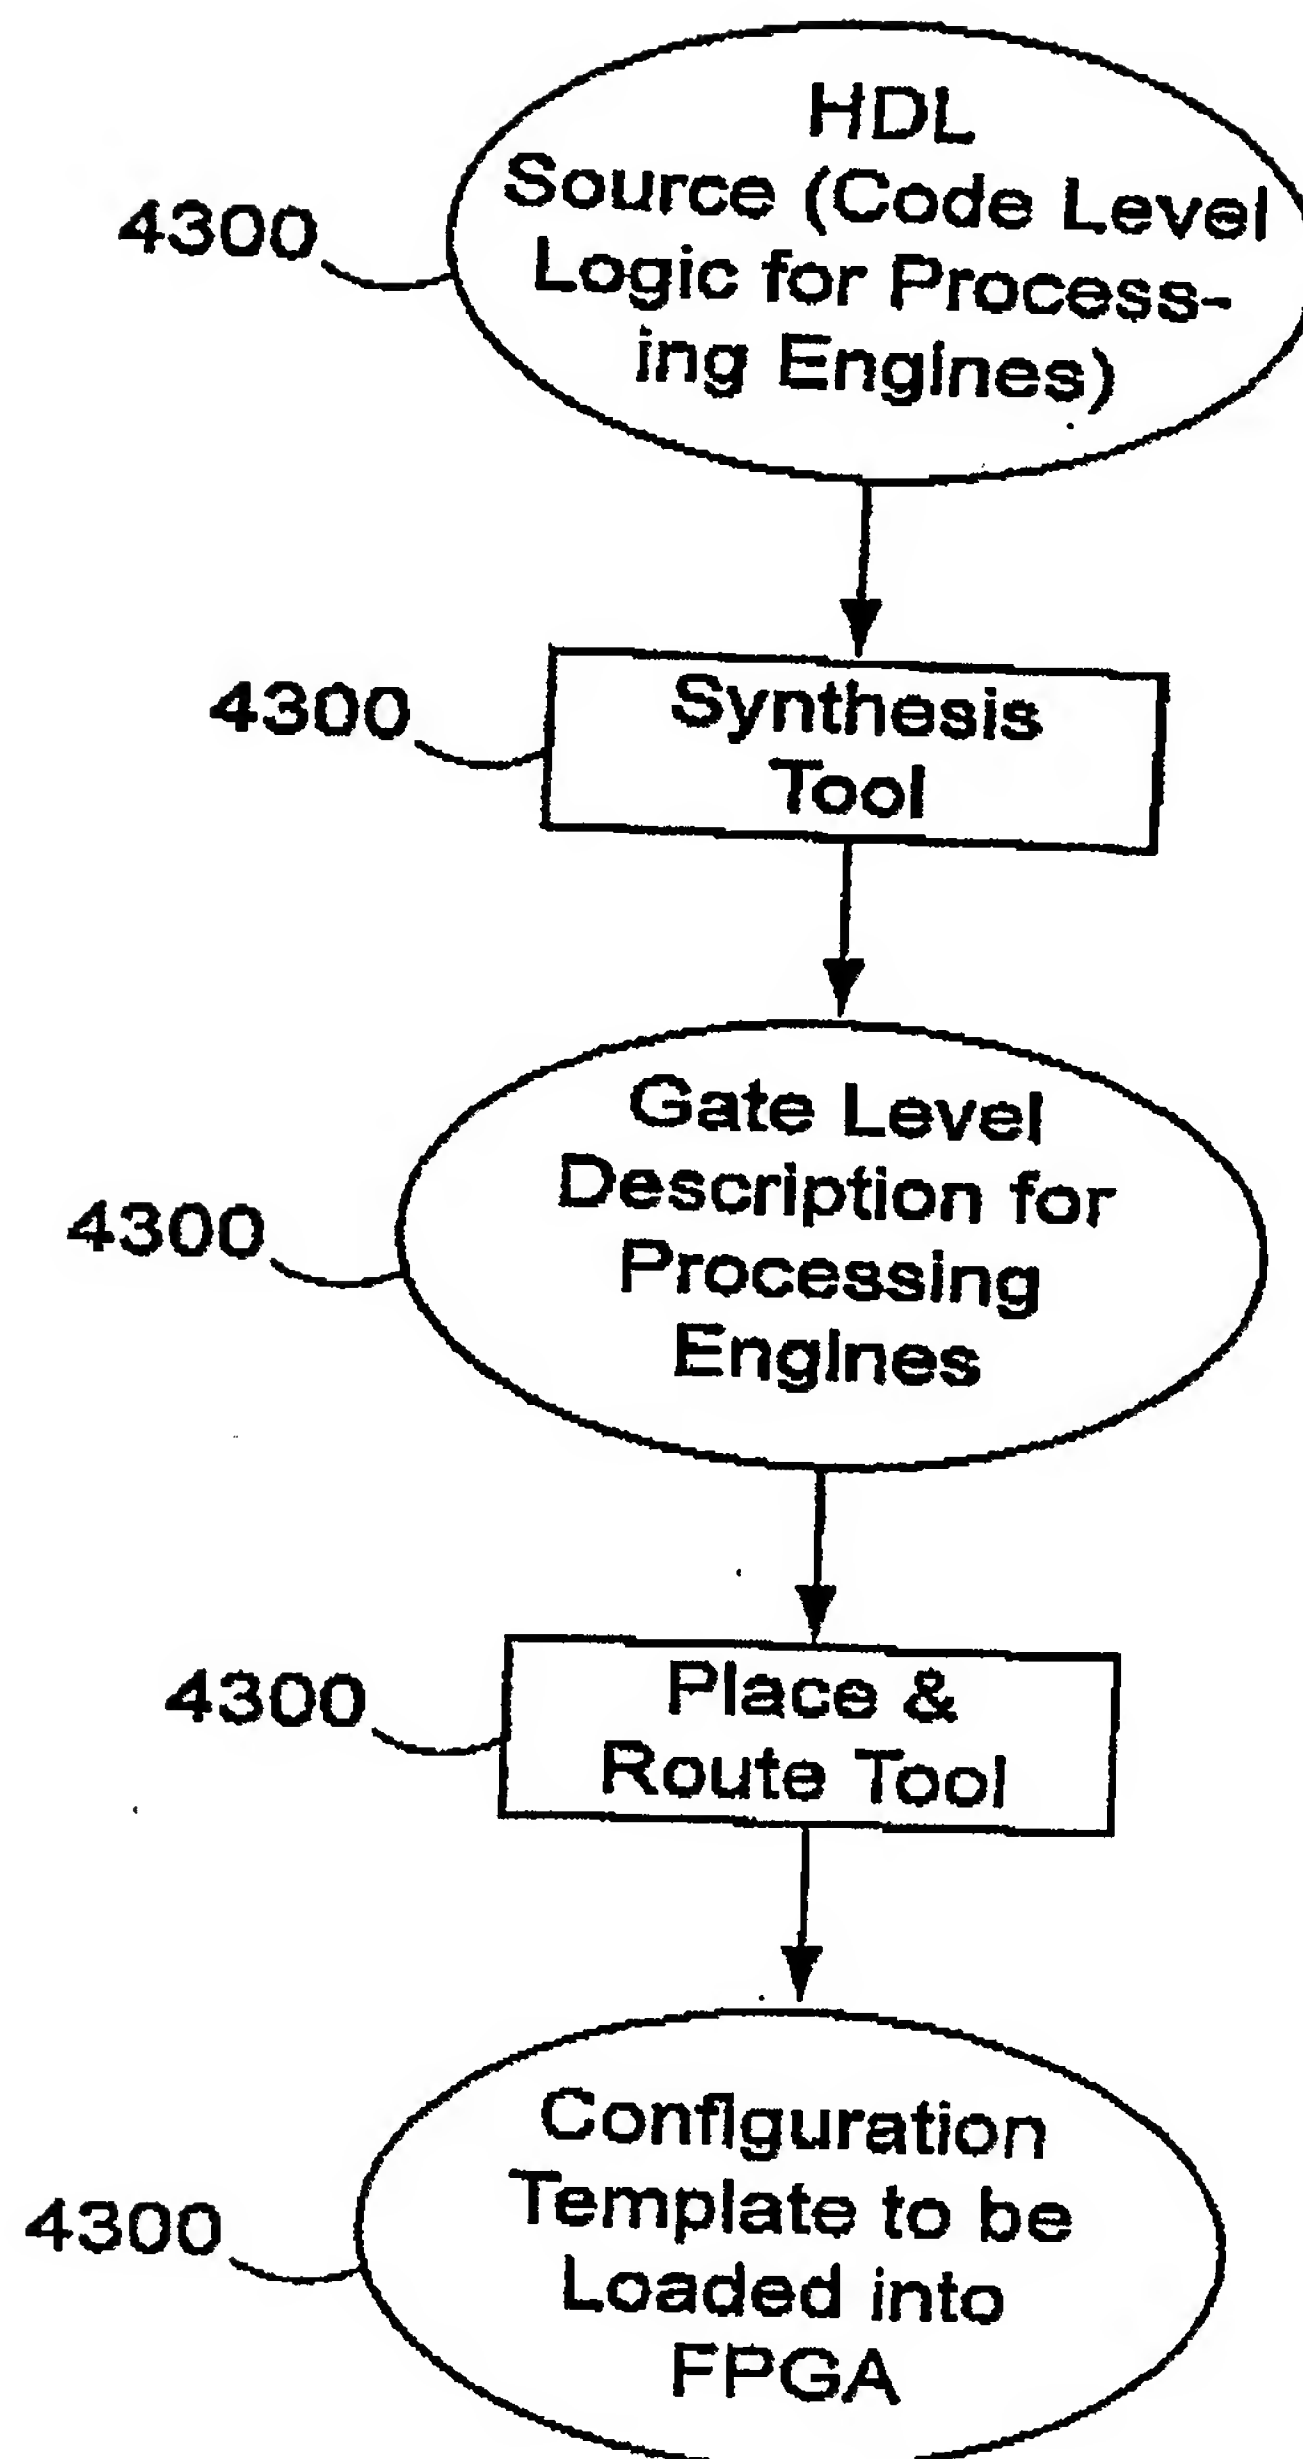 HDL
Source (Code Level
Logic for Process-
ing Engines)
4300
Synthesis
Tool
4300
Gate Level
Description for
Processing
Engines
4300
Place &
Route Tool
4300
Configuration
Template to be
Loaded into
FPGA
4300